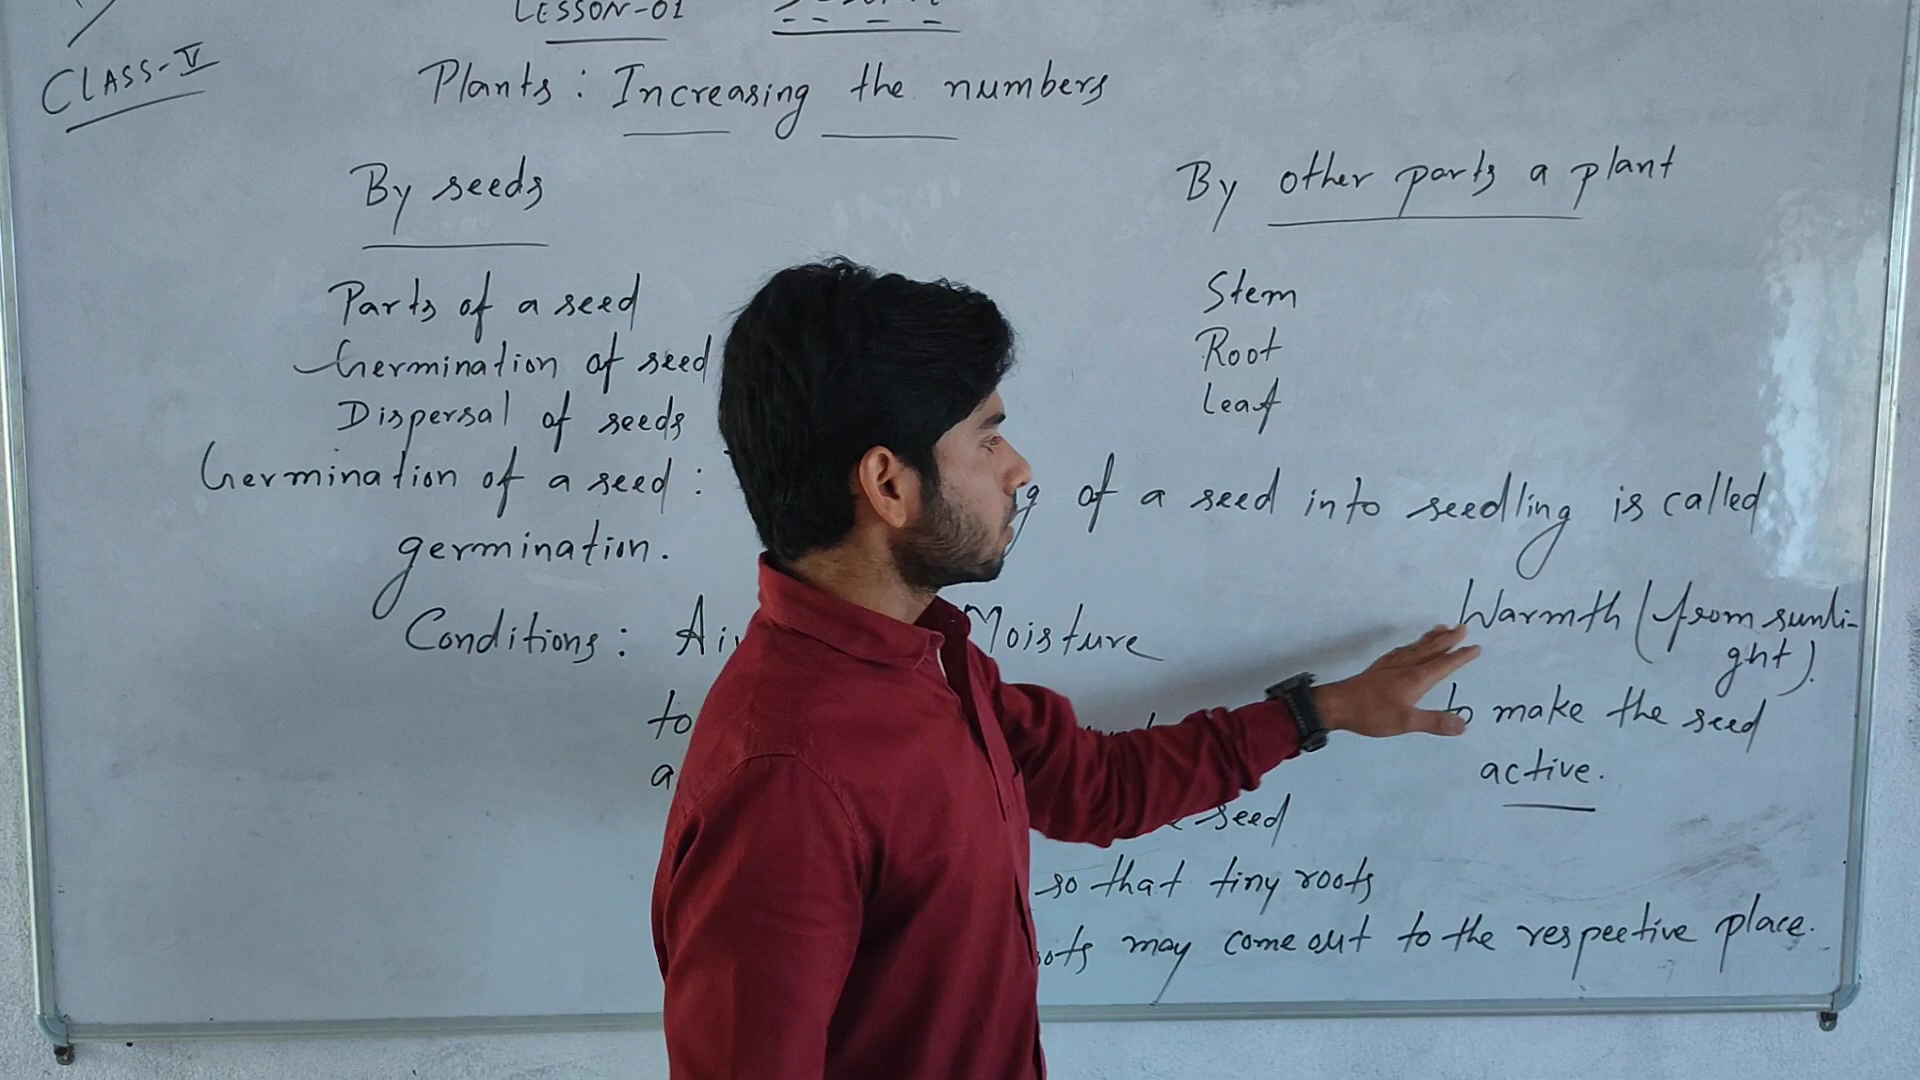 LESSON-01
CLASS-V
Plants: Increasing the numbers
By seeds
By other parts a plant
Parts of a seed
Germination of seed
Dispersal of seeds
Stem
Root
Leaf
Germination of a seed: of a seed into seedling is called
germination.
Conditions: Moisture Warmth (from sunli-
ght).
to to make the seed
active.
seed
so that tiny roots
may come out to the respective place.